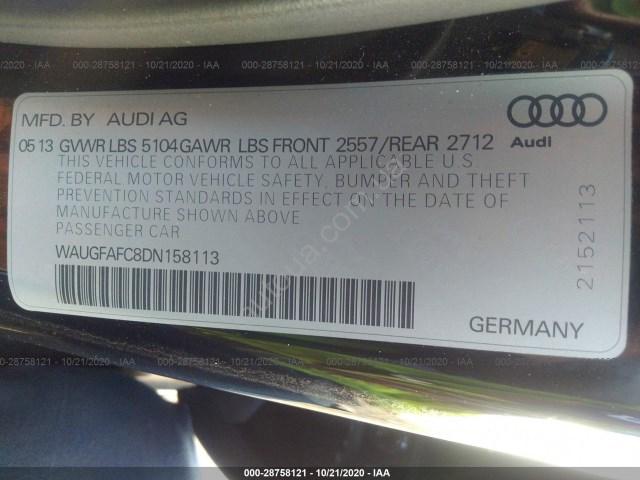 MFD. BY AUDI AG
Audi
05 13 GVWR LBS 5104 GAWR LBS FRONT 2557/REAR 2712
THIS VEHICLE CONFORMS TO ALL APPLICABLE U.S.
FEDERAL MOTOR VEHICLE SAFETY, BUMPER AND THEFT
PREVENTION STANDARDS IN EFFECT ON THE DATE OF
MANUFACTURE SHOWN ABOVE
PASSENGER CAR
WAUGFAFC8DN158113
2152113
GERMANY
000-28758121 - 10/21/2020 - IAA